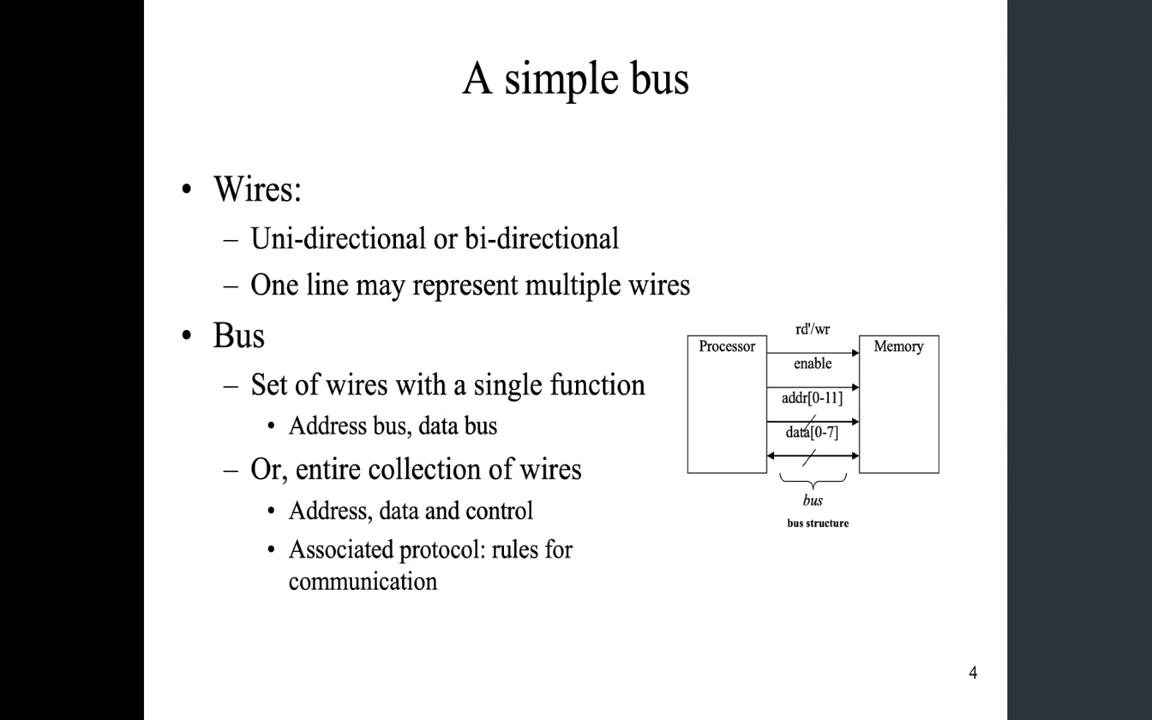 A simple bus
• Wires:
– Uni-directional or bi-directional
– One line may represent multiple wires
• Bus
– Set of wires with a single function
• Address bus, data bus
– Or, entire collection of wires
• Address, data and control
• Associated protocol: rules for
communication
Processor
rd'/wr
Memory
enable
addr[0-11]
data[0-7]
bus
bus structure
4